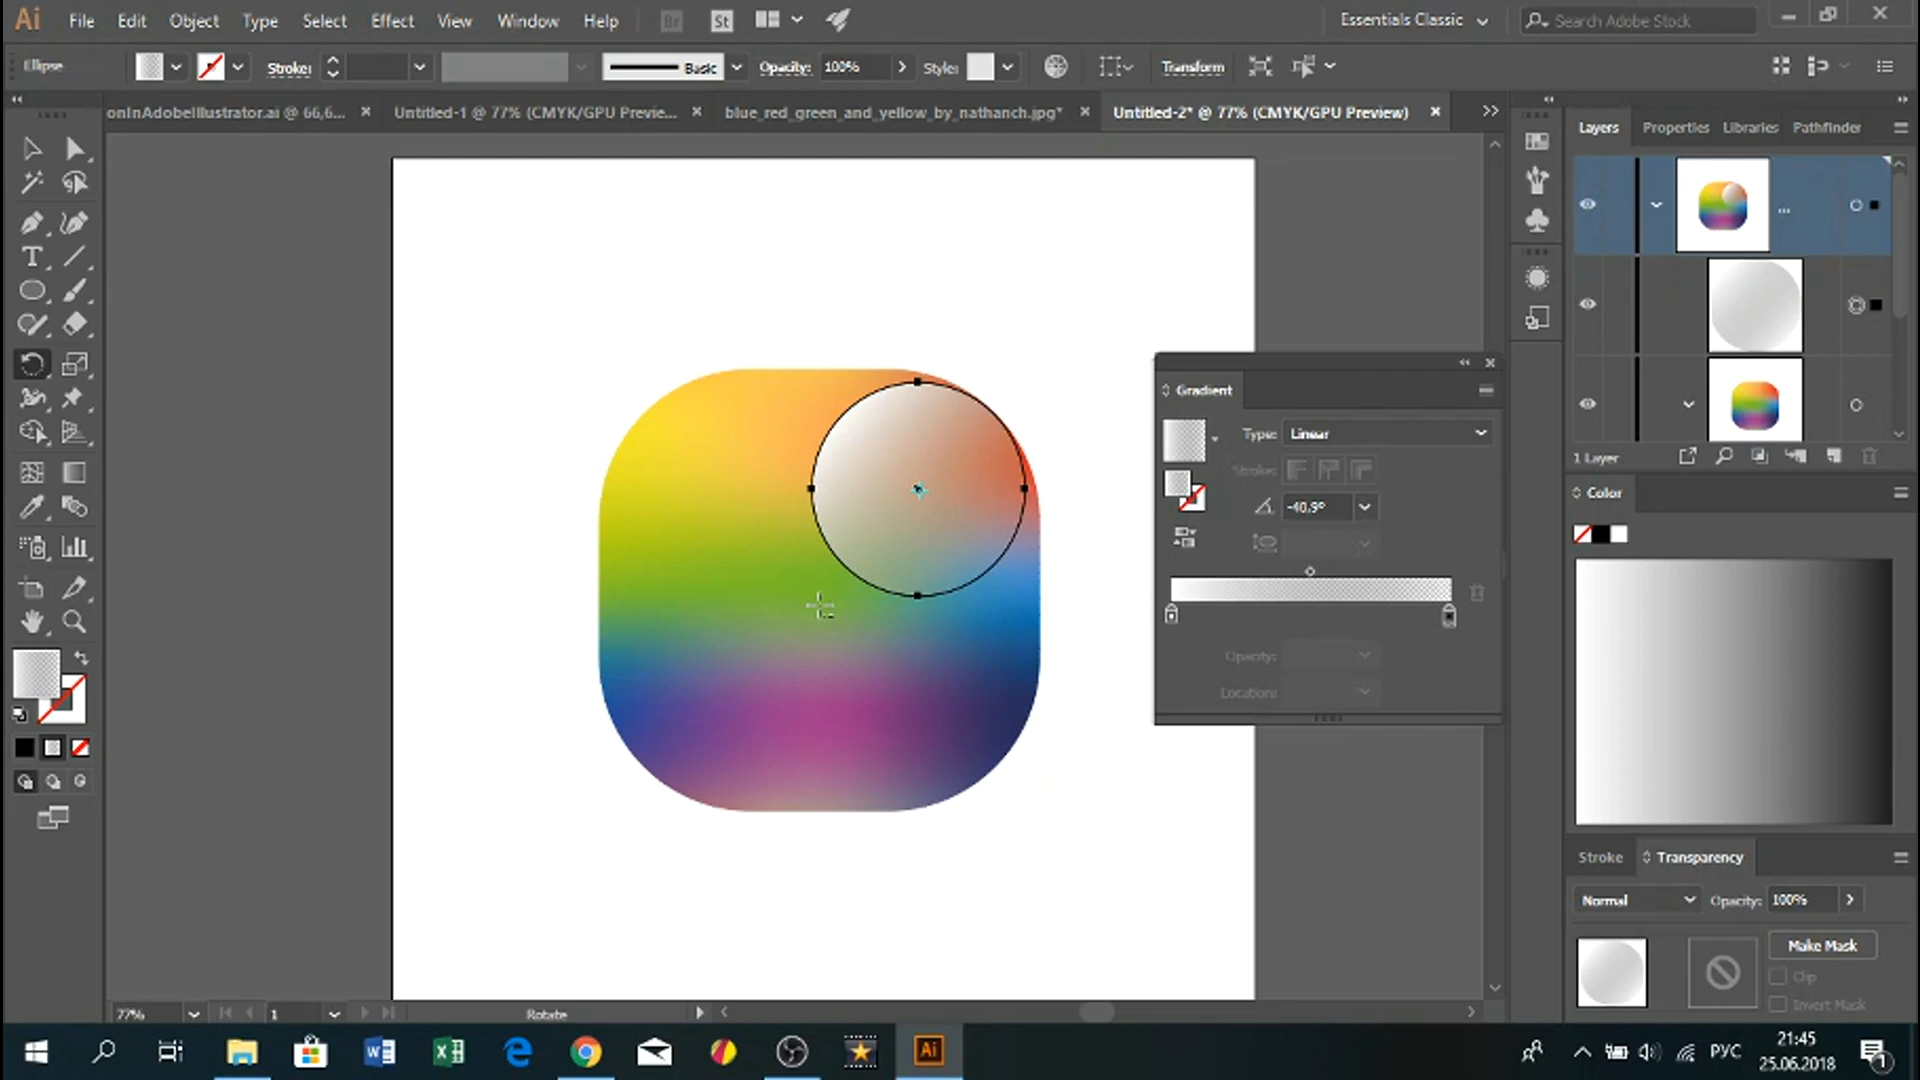 Ai File Edit Object Type Select Effect View Window Help Br St Essentials Classic Search Adobe Stock
Ellipse Stroke: Basic Opacity: 100% Style: Transform
onInAdobeIllustrator.ai @ 66,6... Untitled-1 @ 77% (CMYK/GPU Previe... blue_red_green_and_yellow_by_nathanch.jpg* Untitled-2* @ 77% (CMYK/GPU Preview)
Layers Properties Libraries Pathfinder
...
1 Layer
Gradient
Type: Linear
Stroke:
-40,9°
Opacity:
Location:
Color
Stroke Transparency
Normal Opacity: 100%
Make Mask
Clip
Invert Mask
77% 1 Rotate
W X Ai РУС 21:45
25.06.2018
1